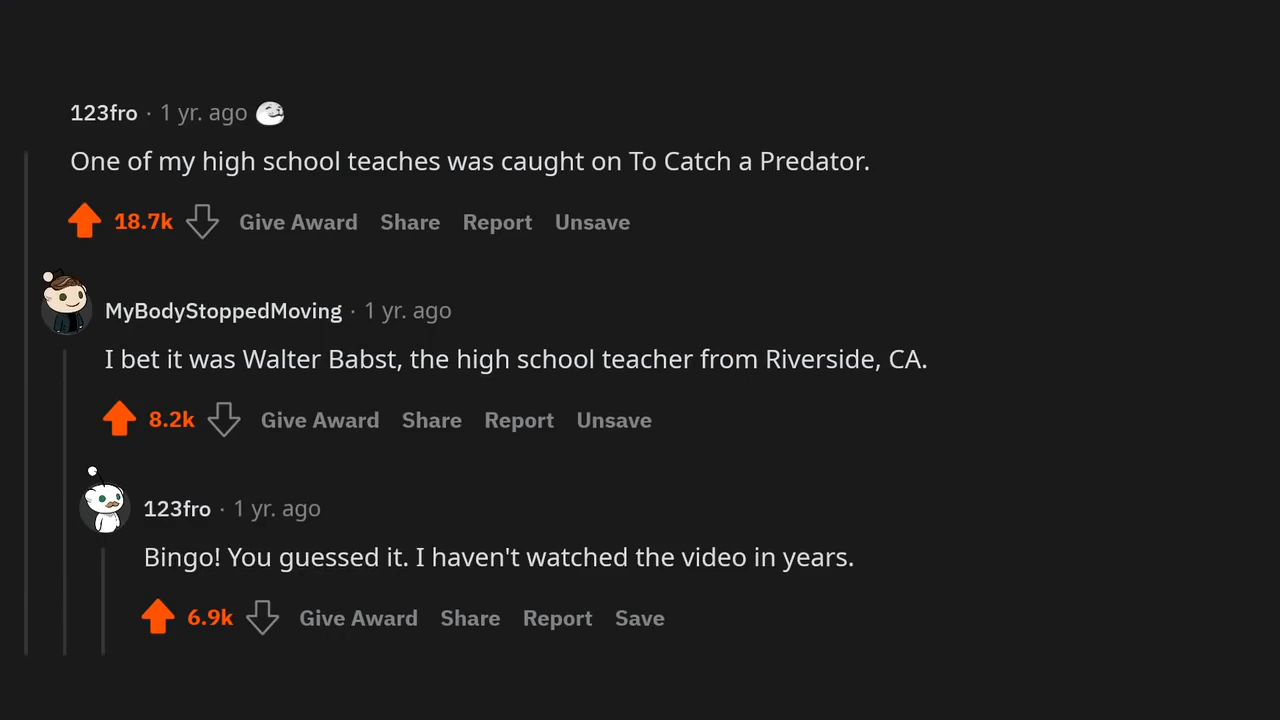 123fro · 1 yr. ago
One of my high school teaches was caught on To Catch a Predator.
18.7k Give Award Share Report Unsave
MyBodyStoppedMoving · 1 yr. ago
I bet it was Walter Babst, the high school teacher from Riverside, CA.
8.2k Give Award Share Report Unsave
123fro · 1 yr. ago
Bingo! You guessed it. I haven't watched the video in years.
6.9k Give Award Share Report Save